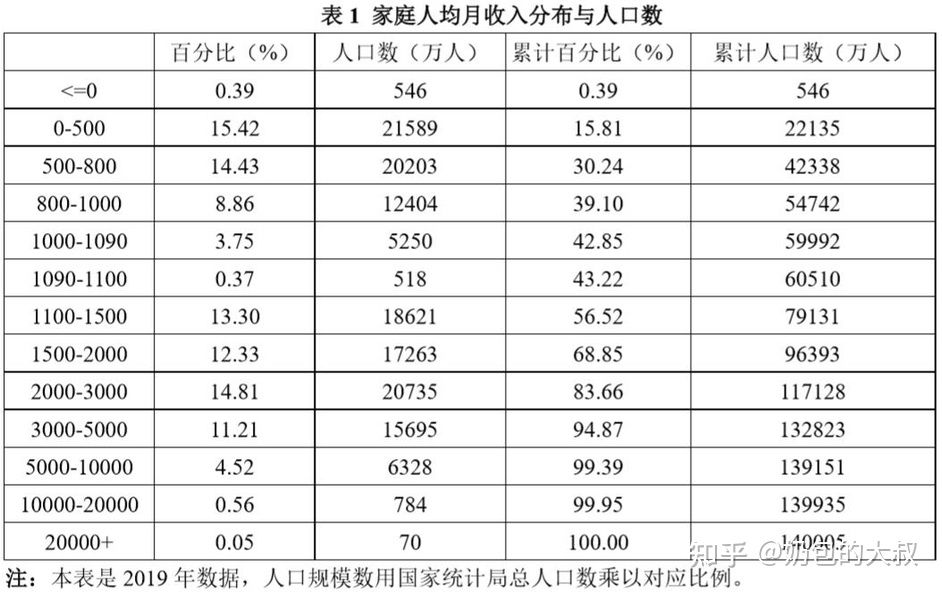 表 1 家庭人均月收入分布与人口数
百分比（%） 人口数（万人） 累计百分比（%） 累计人口数（万人）
<=0 0.39 546 0.39 546
0-500 15.42 21589 15.81 22135
500-800 14.43 20203 30.24 42338
800-1000 8.86 12404 39.10 54742
1000-1090 3.75 5250 42.85 59992
1090-1100 0.37 518 43.22 60510
1100-1500 13.30 18621 56.52 79131
1500-2000 12.33 17263 68.85 96393
2000-3000 14.81 20735 83.66 117128
3000-5000 11.21 15695 94.87 132823
5000-10000 4.52 6328 99.39 139151
10000-20000 0.56 784 99.95 139935
20000+ 0.05 70 100.00 140005
知乎 @奶包的大叔
注：本表是 2019 年数据，人口规模数用国家统计局总人口数乘以对应比例。